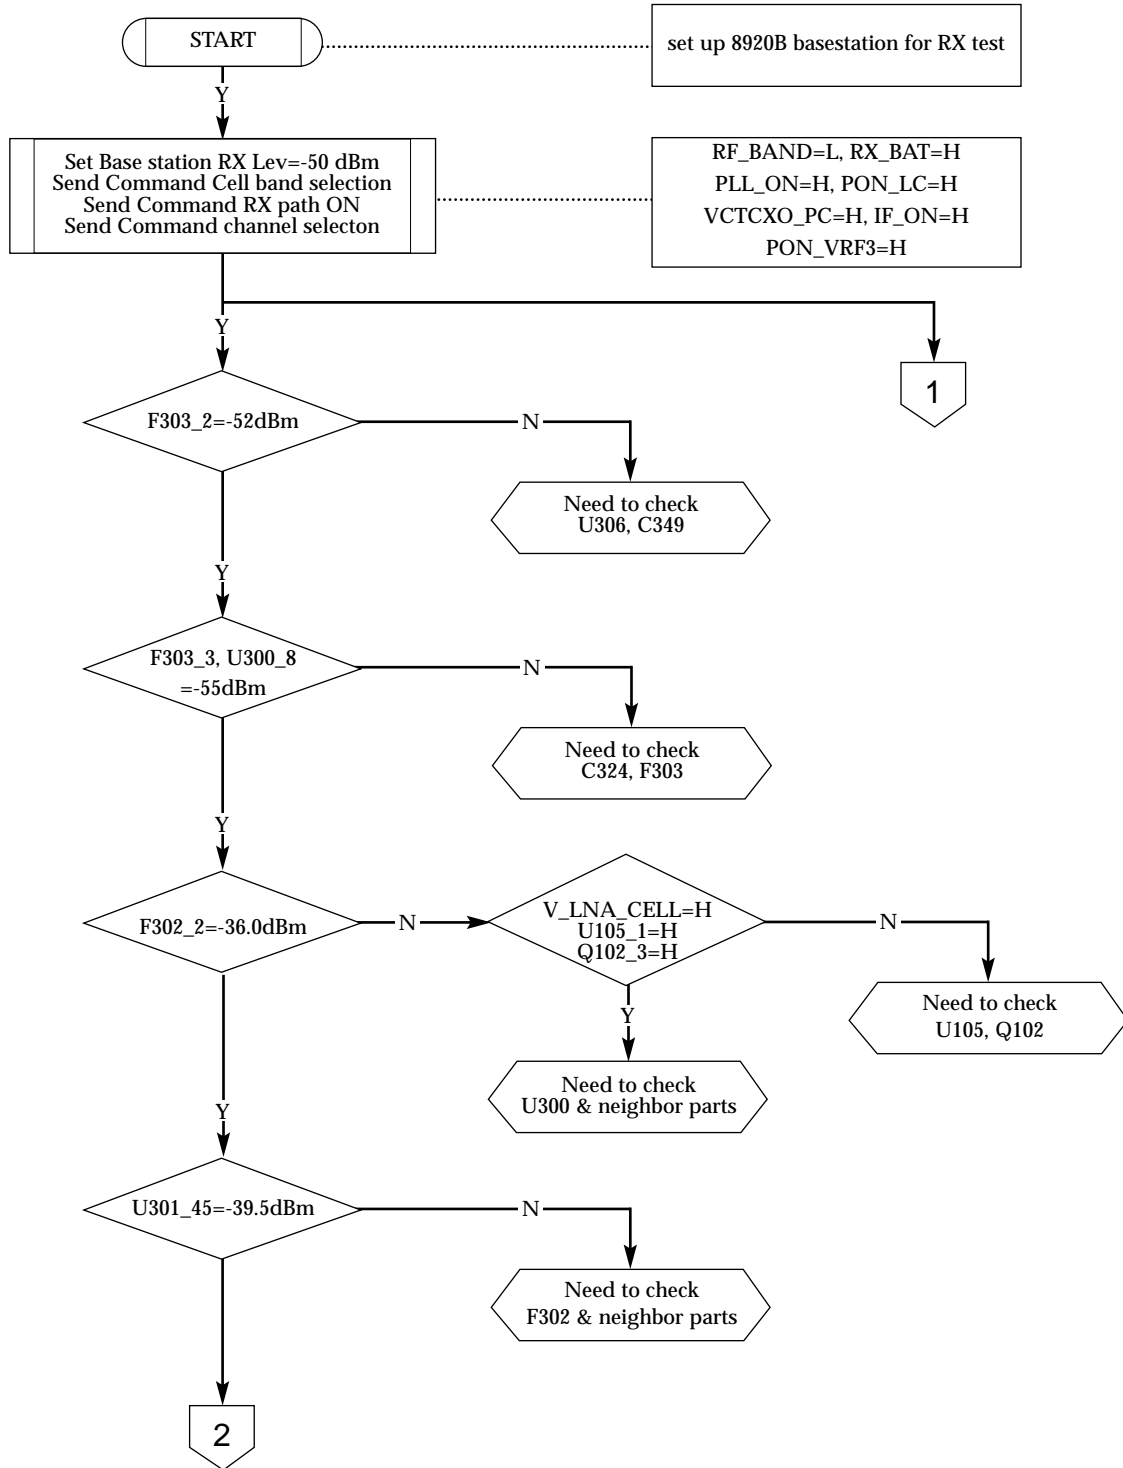 START
set up 8920B basestation for RX test
Y
Set Base station RX Lev=-50 dBm
Send Command Cell band selection
Send Command RX path ON
Send Command channel selecton
RF_BAND=L, RX_BAT=H
PLL_ON=H, PON_LC=H
VCTCXO_PC=H, IF_ON=H
PON_VRF3=H
Y
1
F303_2=-52dBm
N
Need to check
U306, C349
Y
F303_3, U300_8
=-55dBm
N
Need to check
C324, F303
Y
F302_2=-36.0dBm
N
V_LNA_CELL=H
U105_1=H
Q102_3=H
N
Need to check
U105, Q102
Y
Need to check
U300 & neighbor parts
Y
U301_45=-39.5dBm
N
Need to check
F302 & neighbor parts
2